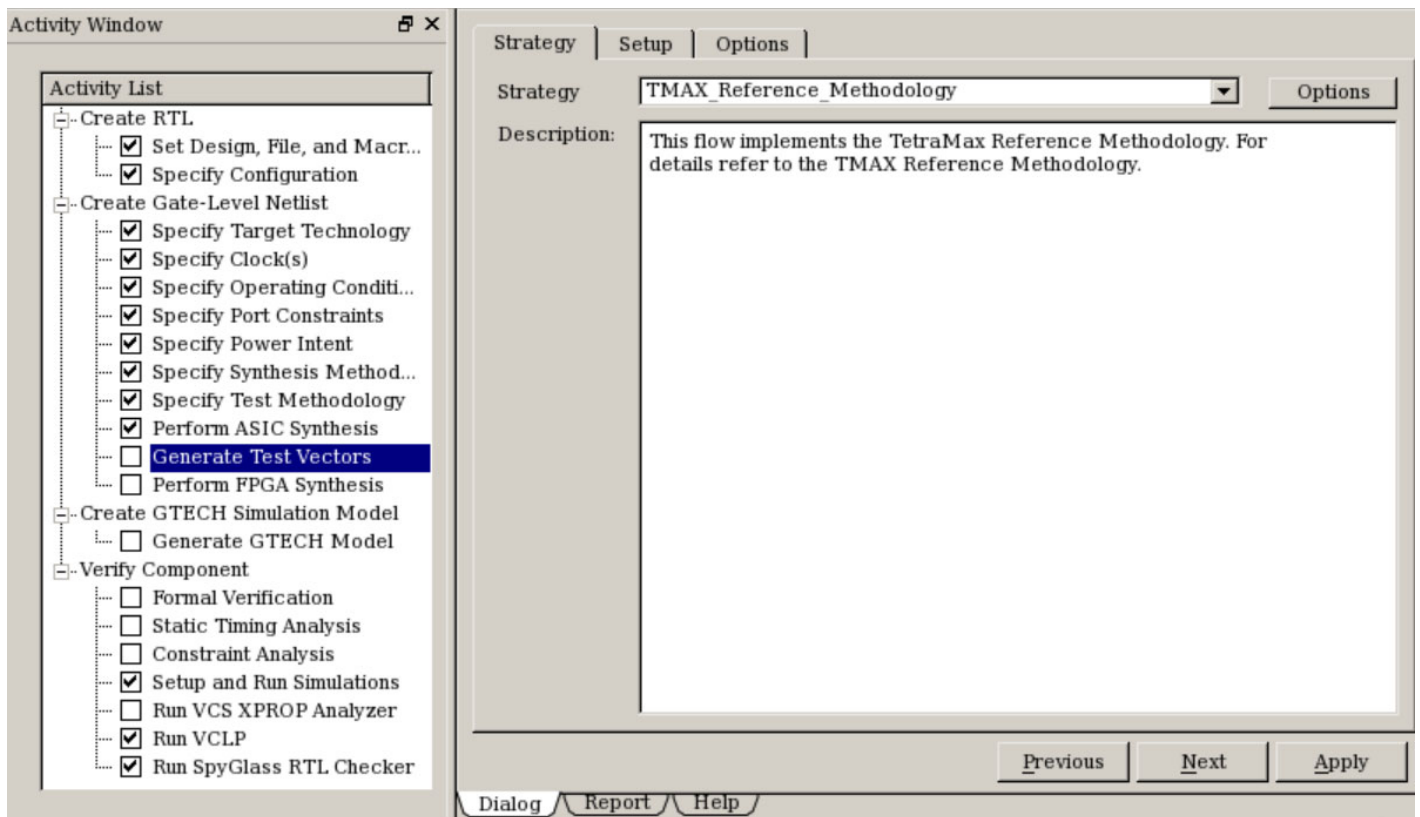 Activity Window
Activity List
Create RTL
Set Design, File, and Macr...
Specify Configuration
Create Gate-Level Netlist
Specify Target Technology
Specify Clock(s)
Specify Operating Conditi...
Specify Port Constraints
Specify Power Intent
Specify Synthesis Method...
Specify Test Methodology
Perform ASIC Synthesis
Generate Test Vectors
Perform FPGA Synthesis
Create GTECH Simulation Model
Generate GTECH Model
Verify Component
Formal Verification
Static Timing Analysis
Constraint Analysis
Setup and Run Simulations
Run VCS XPROP Analyzer
Run VCLP
Run SpyGlass RTL Checker
Strategy Setup Options
Strategy TMAX_Reference_Methodology Options
Description: This flow implements the TetraMax Reference Methodology. For
details refer to the TMAX Reference Methodology.
Previous Next Apply
Dialog Report Help